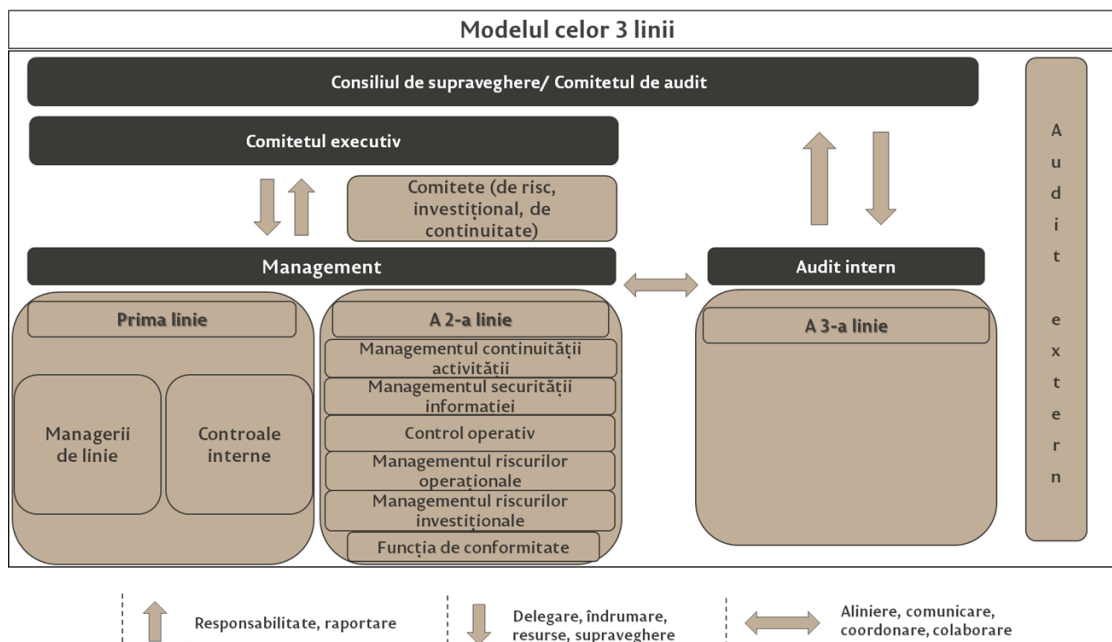 Modelul celor 3 linii
Consiliul de supraveghere/ Comitetul de audit
Comitetul executiv
Comitete (de risc,
investițional, de
continuitate)
Management
Audit intern
Prima linie
Managerii
de linie
Controale
interne
A 2-a linie
Managementul continuității
activității
Managementul securității
informatiei
Control operativ
Managementul riscurilor
operaționale
Managementul riscurilor
investiționale
Funcția de conformitate
A 3-a linie
Audit extern
Responsabilitate, raportare
Delegare, îndrumare,
resurse, supraveghere
Aliniere, comunicare,
coordonare, colaborare